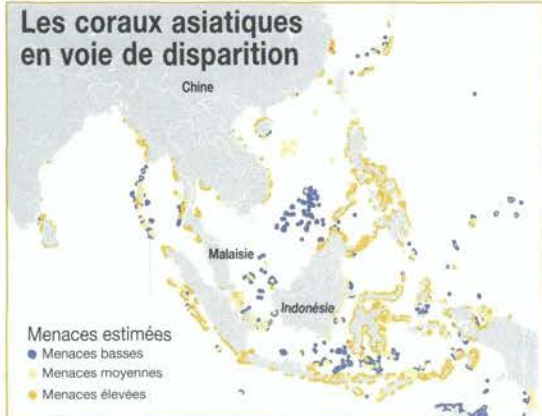 Les coraux asiatiques
en voie de disparition
Chine
Malaisie
Indonésie
Menaces estimées
Menaces basses
Menaces moyennes
Menaces élevées